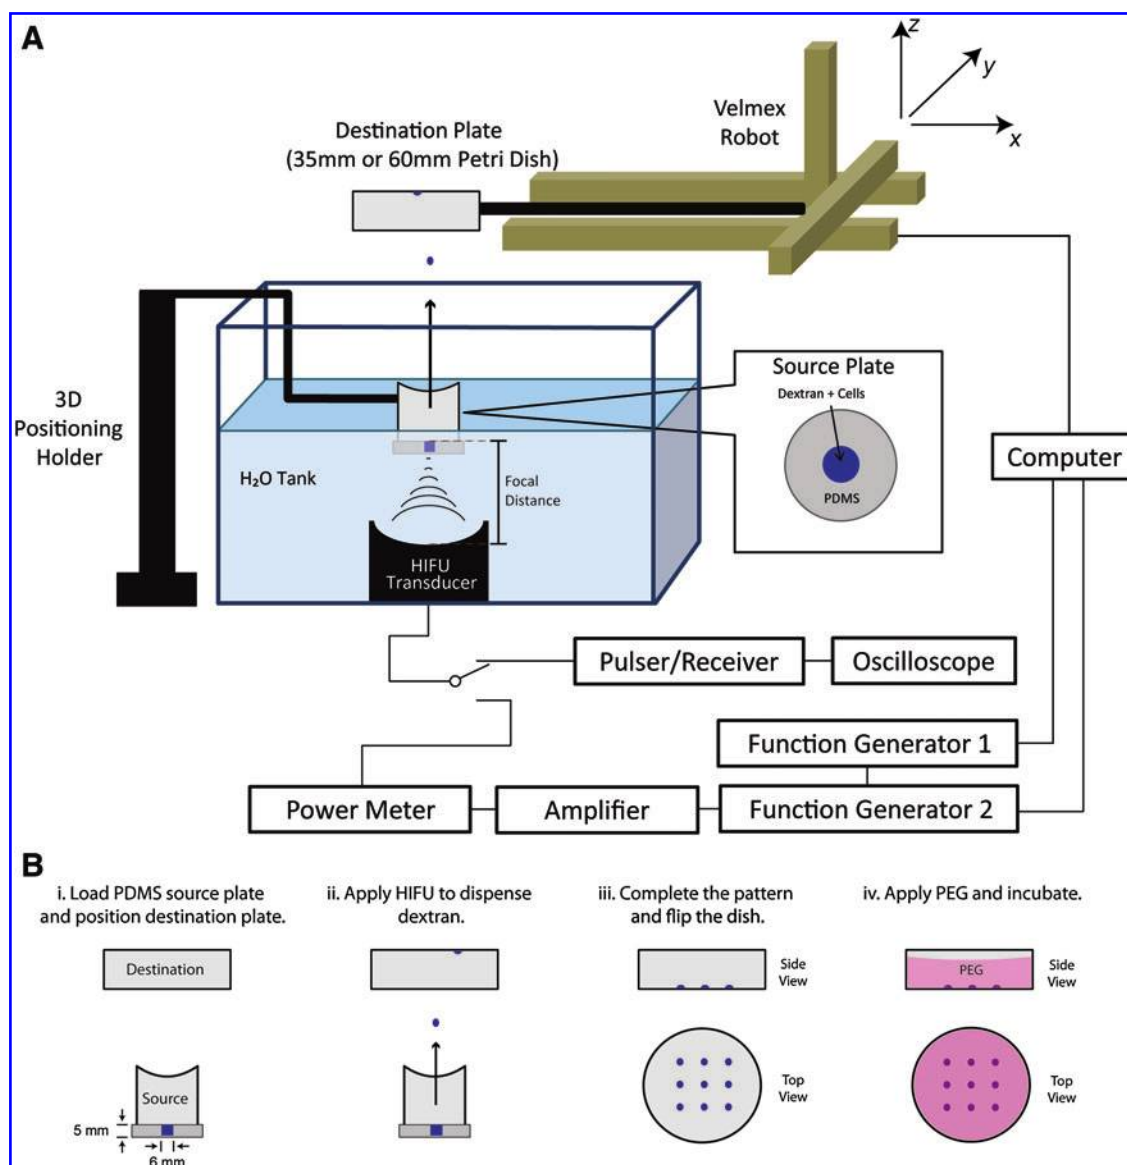 A
z
y
x
Velmex
Robot
Destination Plate
(35mm or 60mm Petri Dish)
3D
Positioning
Holder
Source Plate
Dextran + Cells
PDMS
Computer
H₂O Tank
Focal
Distance
HIFU
Transducer
Pulser/Receiver
Oscilloscope
Function Generator 1
Power Meter
Amplifier
Function Generator 2
B
i. Load PDMS source plate
and position destination plate.
ii. Apply HIFU to dispense
dextran.
iii. Complete the pattern
and flip the dish.
iv. Apply PEG and incubate.
Destination
Side
View
PEG
Side
View
Source
5 mm
6 mm
Top
View
Top
View